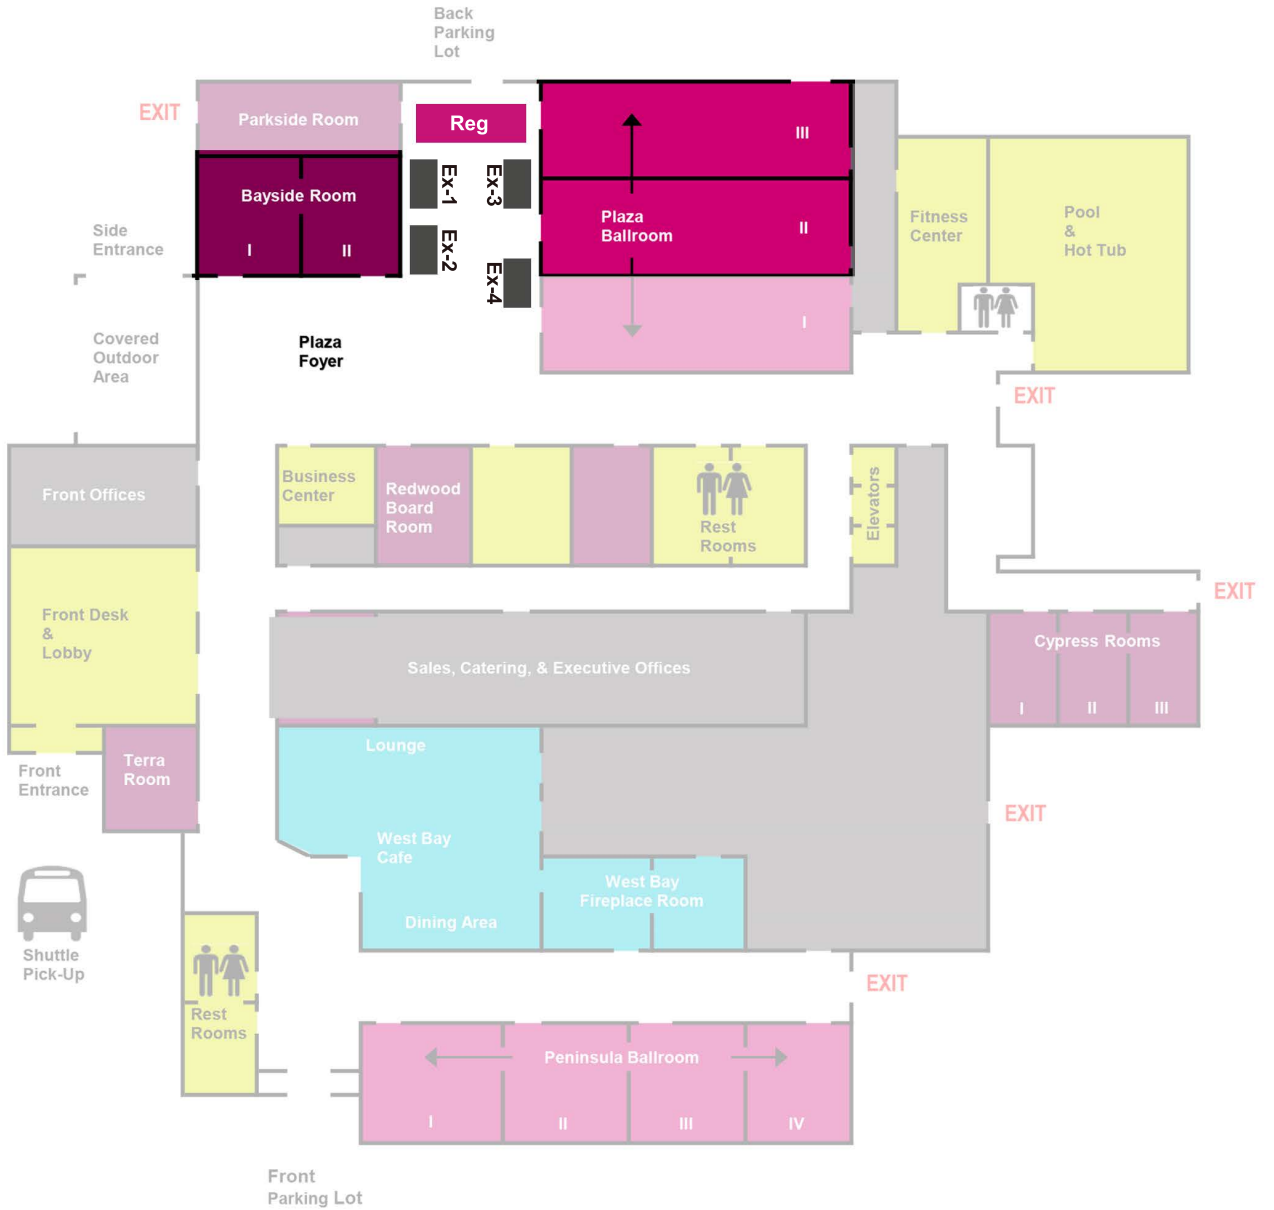 Back
Parking
Lot
EXIT
Parkside Room
Reg
III
Bayside Room
I
II
Ex-1
Ex-2
Ex-3
Ex-4
Plaza
Ballroom
II
I
Fitness
Center
Pool
&
Hot Tub
Side
Entrance
Covered
Outdoor
Area
Plaza
Foyer
EXIT
Front Offices
Business
Center
Redwood
Board
Room
Rest
Rooms
Elevators
EXIT
Front Desk
&
Lobby
Sales, Catering, & Executive Offices
Cypress Rooms
I
II
III
Terra
Room
Front
Entrance
Lounge
West Bay
Cafe
Dining Area
West Bay
Fireplace Room
EXIT
Shuttle
Pick-Up
Rest
Rooms
EXIT
Peninsula Ballroom
I
II
III
IV
Front
Parking Lot